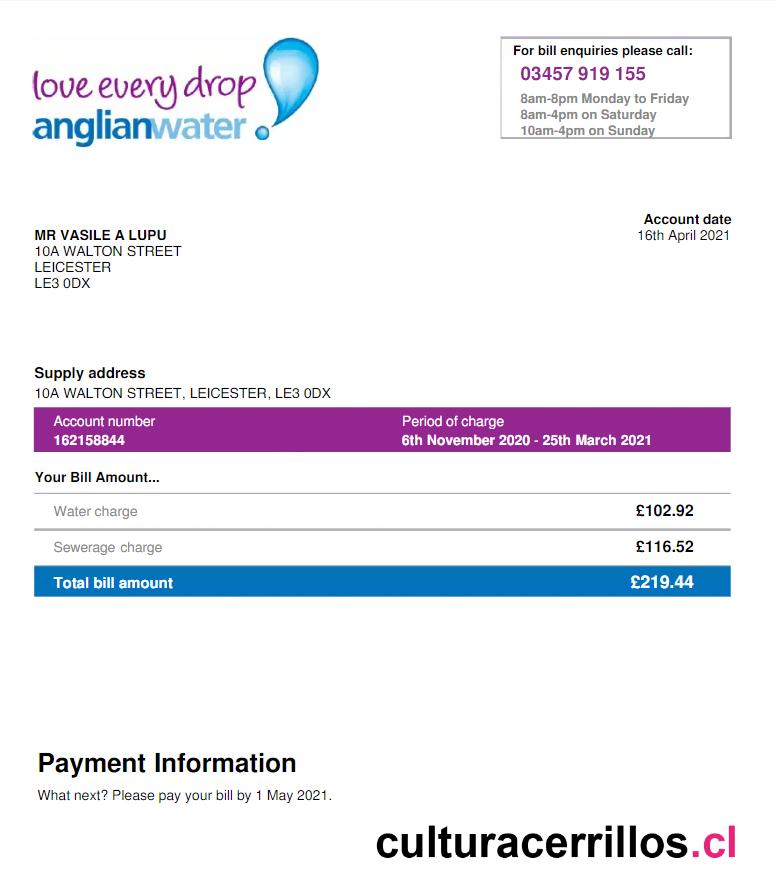 love every drop
anglianwater
For bill enquiries please call:
03457 919 155
8am-8pm Monday to Friday
8am-4pm on Saturday
10am-4pm on Sunday
Account date
16th April 2021
MR VASILE A LUPU
10A WALTON STREET
LEICESTER
LE3 0DX
Supply address
10A WALTON STREET, LEICESTER, LE3 0DX
Account number Period of charge
162158844 6th November 2020 - 25th March 2021
Your Bill Amount...
Water charge £102.92
Sewerage charge £116.52
Total bill amount £219.44
Payment Information
What next? Please pay your bill by 1 May 2021.
culturacerrillos.cl